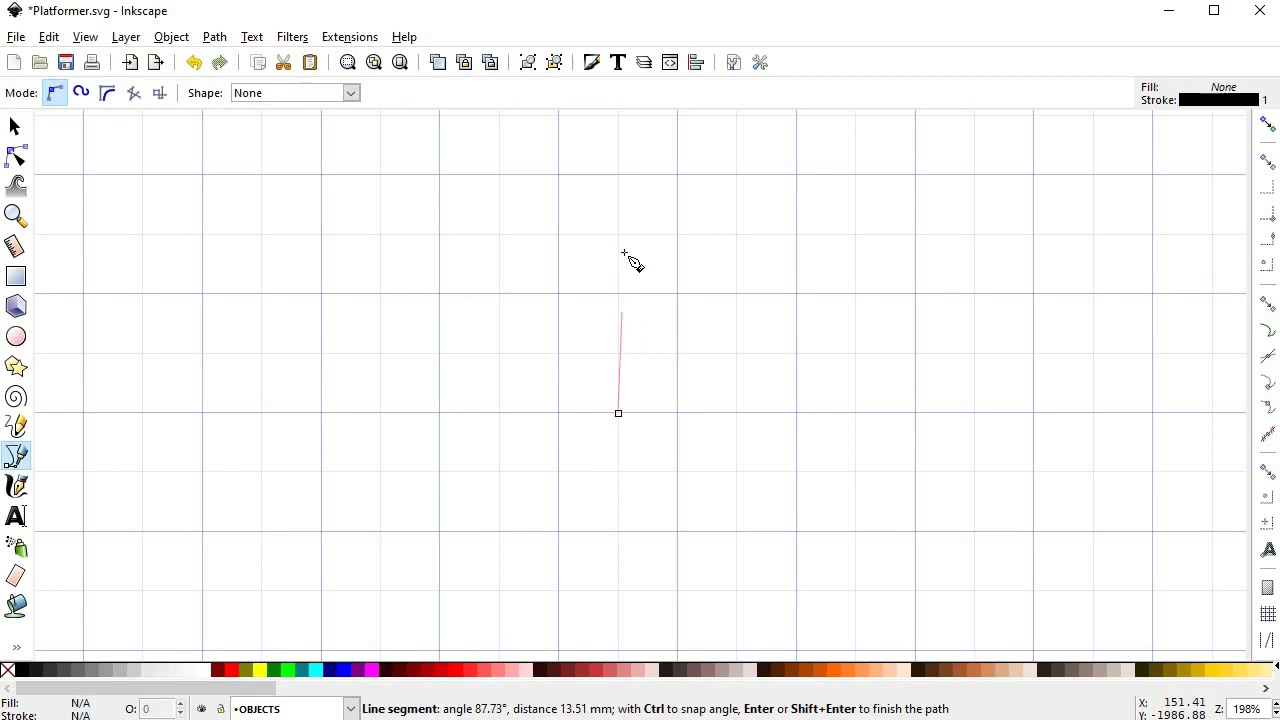 *Platformer.svg - Inkscape
File Edit View Layer Object Path Text Filters Extensions Help
Mode: Shape: None
Fill: None
Stroke: 1
Fill: N/A
Stroke: N/A
O: 0
•OBJECTS
Line segment: angle 87.73°, distance 13.51 mm; with Ctrl to snap angle, Enter or Shift+Enter to finish the path
X: 151.41
Y: -1986.88
Z: 198%